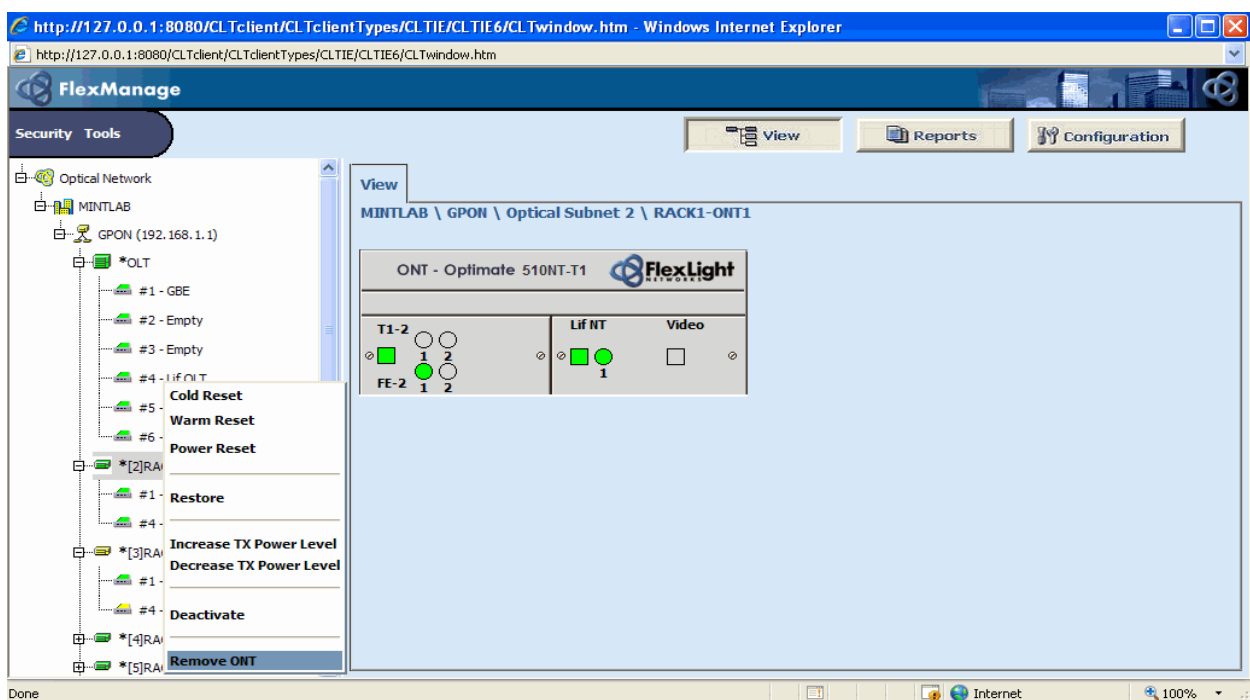 http://127.0.0.1:8080/CLTclient/CLTclientTypes/CLTIE/CLTIE6/CLTwindow.htm - Windows Internet Explorer
http://127.0.0.1:8080/CLTclient/CLTclientTypes/CLTIE/CLTIE6/CLTwindow.htm
FlexManage
Security Tools
View
Reports
Configuration
Optical Network
MINTLAB
GPON (192.168.1.1)
*OLT
#1 - GBE
#2 - Empty
#3 - Empty
#4 - Lif OLT
#5 -
#6 -
*[2]RA
#1 -
#4 -
*[3]RA
#1 -
#4 -
*[4]RA
*[5]RA
Cold Reset
Warm Reset
Power Reset
Restore
Increase TX Power Level
Decrease TX Power Level
Deactivate
Remove ONT
View
MINTLAB \ GPON \ Optical Subnet 2 \ RACK1-ONT1
ONT - Optimate 510NT-T1
FlexLight
NETWORKS
T1-2
1 2
FE-2 1 2
Lif NT
1
Video
Done
Internet
100%